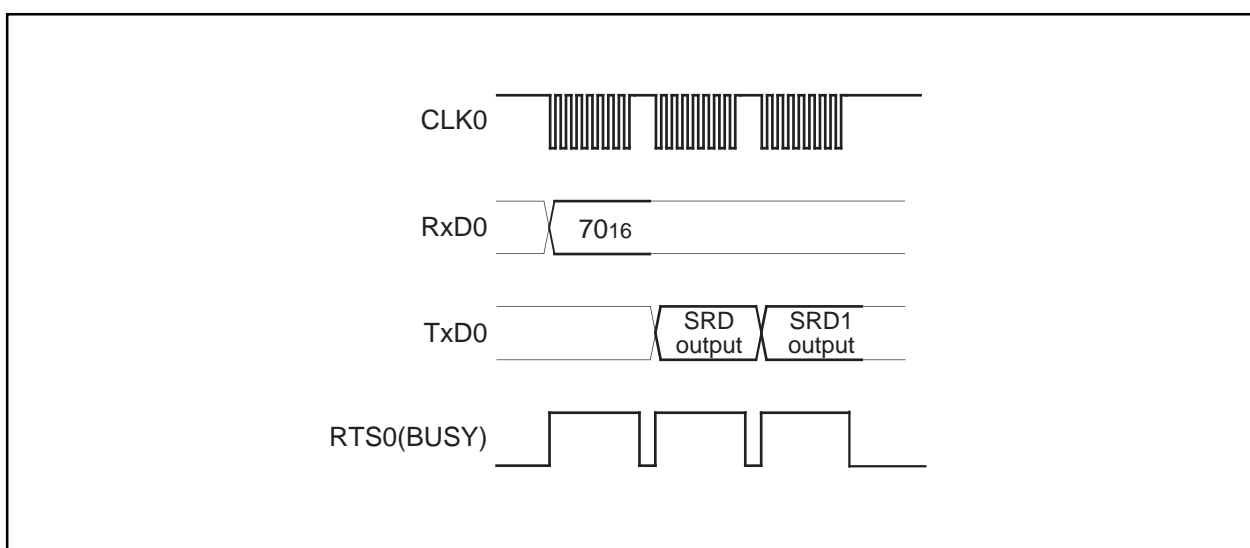 CLK0
RxD0
7016
TxD0
SRD
output
SRD1
output
RTS0(BUSY)